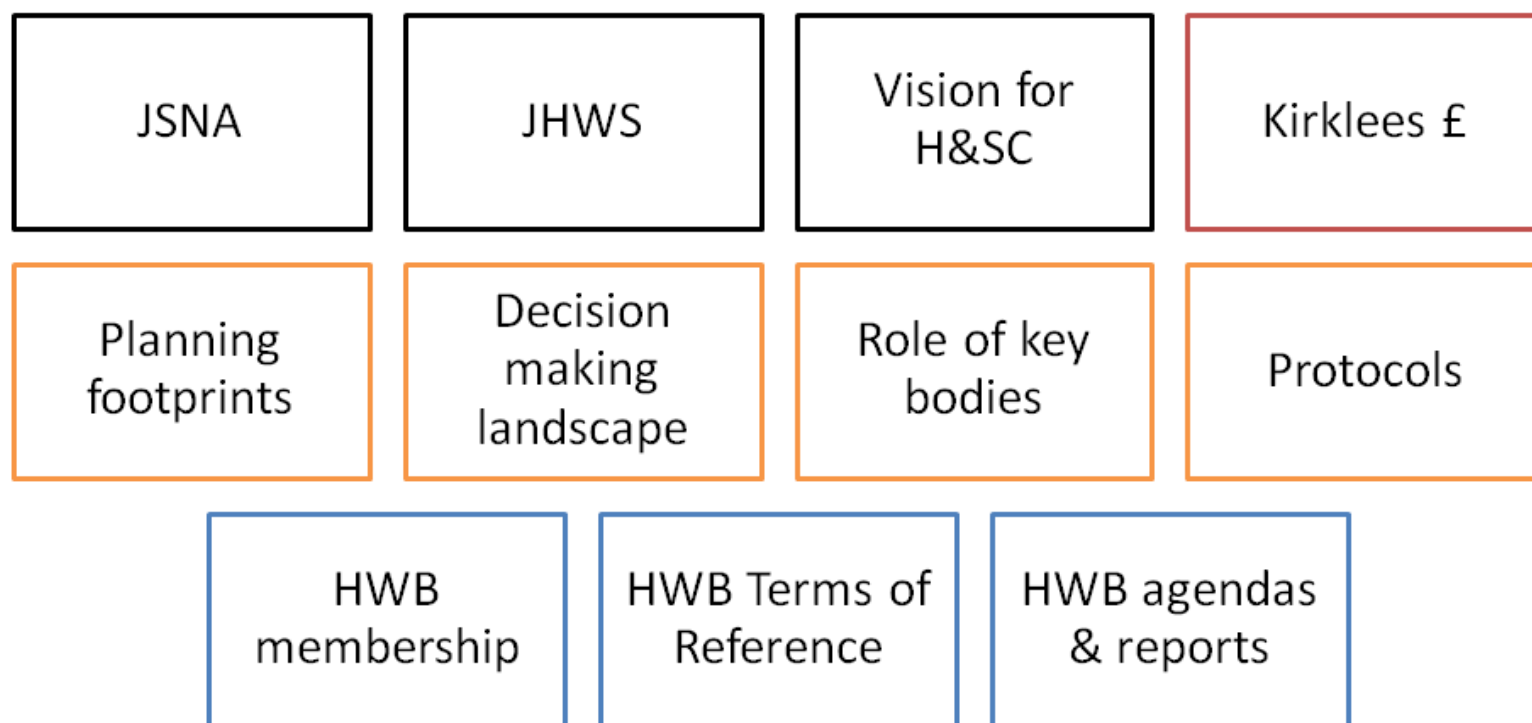 JSNA
JHWS
Vision for
H&SC
Kirklees £
Planning
footprints
Decision
making
landscape
Role of key
bodies
Protocols
HWB
membership
HWB Terms of
Reference
HWB agendas
& reports